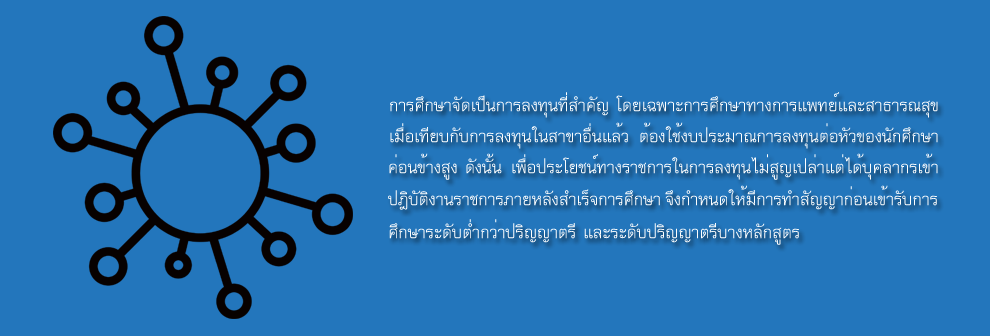 การศึกษาจัดเป็นการลงทุนที่สำคัญ โดยเฉพาะการศึกษาทางการแพทย์และสาธารณสุข
เมื่อเทียบกับการลงทุนในสาขาอื่นแล้ว ต้องใช้งบประมาณการลงทุนต่อหัวของนักศึกษา
ค่อนข้างสูง ดังนั้น เพื่อประโยชน์ทางราชการในการลงทุนไม่สูญเปล่าแต่ได้บุคลากรเข้า
ปฎิบัติงานราชการภายหลังสำเร็จการศึกษา จึงกำหนดให้มีการทำสัญญาก่อนเข้ารับการ
ศึกษาระดับต่ำกว่าปริญญาตรี และระดับปริญญาตรีบางหลักสูตร